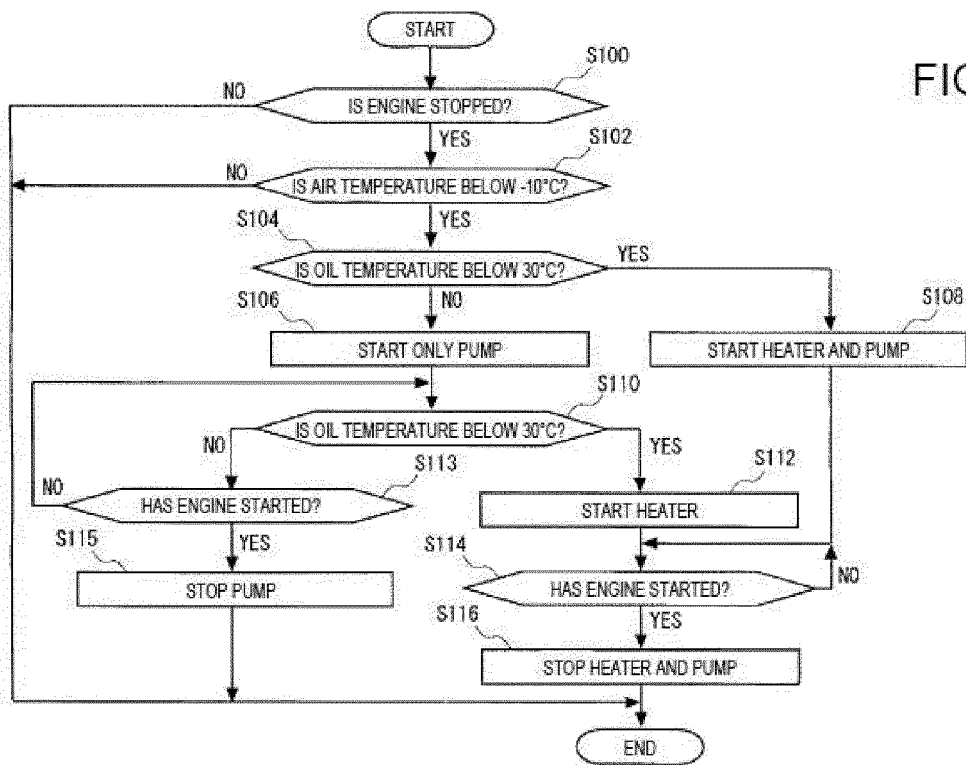 START
S100
FIG
NO
IS ENGINE STOPPED?
YES
S102
NO
IS AIR TEMPERATURE BELOW -10°C?
YES
S104
YES
IS OIL TEMPERATURE BELOW 30°C?
NO
S106
S108
START ONLY PUMP
START HEATER AND PUMP
S110
IS OIL TEMPERATURE BELOW 30°C?
NO
YES
S113
S112
NO
HAS ENGINE STARTED?
START HEATER
S115
YES
S114
STOP PUMP
HAS ENGINE STARTED?
NO
S116
YES
STOP HEATER AND PUMP
END